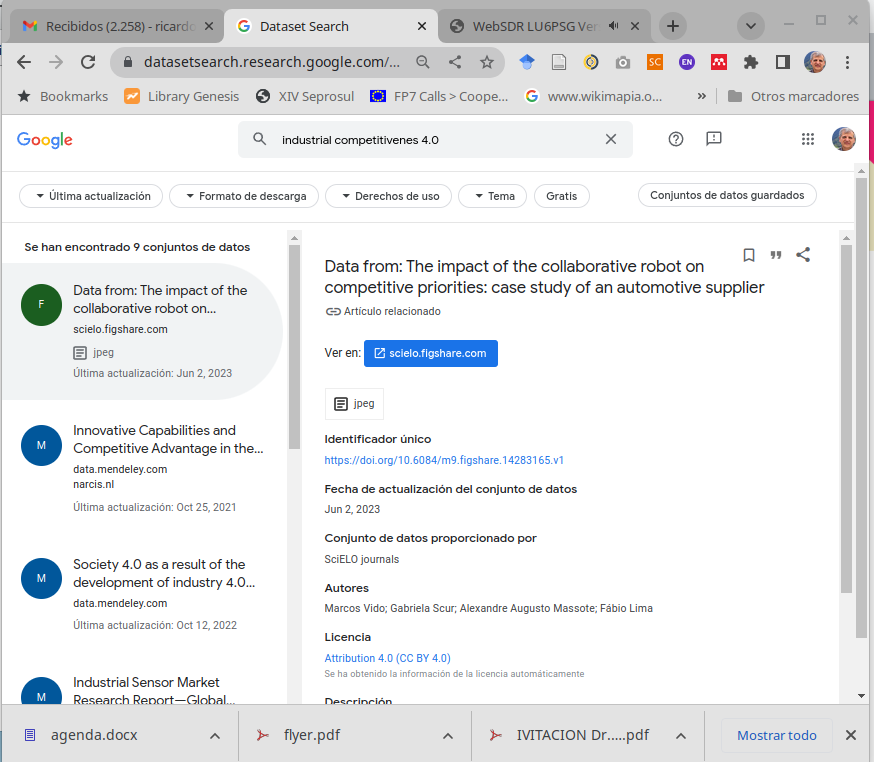 Recibidos (2.258) - ricardo
Dataset Search
WebSDR LU6PSG Ver
datasetsearch.research.google.com/...
SC
EN
Bookmarks
Library Genesis
XIV Seprosul
FP7 Calls > Coope...
www.wikimapia.o...
»
Otros marcadores
Google
industrial competitivenes 4.0
Última actualización
Formato de descarga
Derechos de uso
Tema
Gratis
Conjuntos de datos guardados
Se han encontrado 9 conjuntos de datos
F
Data from: The impact of the
collaborative robot on...
scielo.figshare.com
jpeg
Última actualización: Jun 2, 2023
M
Innovative Capabilities and
Competitive Advantage in the...
data.mendeley.com
narcis.nl
Última actualización: Oct 25, 2021
M
Society 4.0 as a result of the
development of industry 4.0...
data.mendeley.com
Última actualización: Oct 12, 2022
M
Industrial Sensor Market
Research Report—Global...
Data from: The impact of the collaborative robot on
competitive priorities: case study of an automotive supplier
Artículo relacionado
Ver en:
scielo.figshare.com
jpeg
Identificador único
https://doi.org/10.6084/m9.figshare.14283165.v1
Fecha de actualización del conjunto de datos
Jun 2, 2023
Conjunto de datos proporcionado por
SciELO journals
Autores
Marcos Vido; Gabriela Scur; Alexandre Augusto Massote; Fábio Lima
Licencia
Attribution 4.0 (CC BY 4.0)
Se ha obtenido la información de la licencia automáticamente
Descripción
agenda.docx
flyer.pdf
IVITACION Dr.....pdf
Mostrar todo